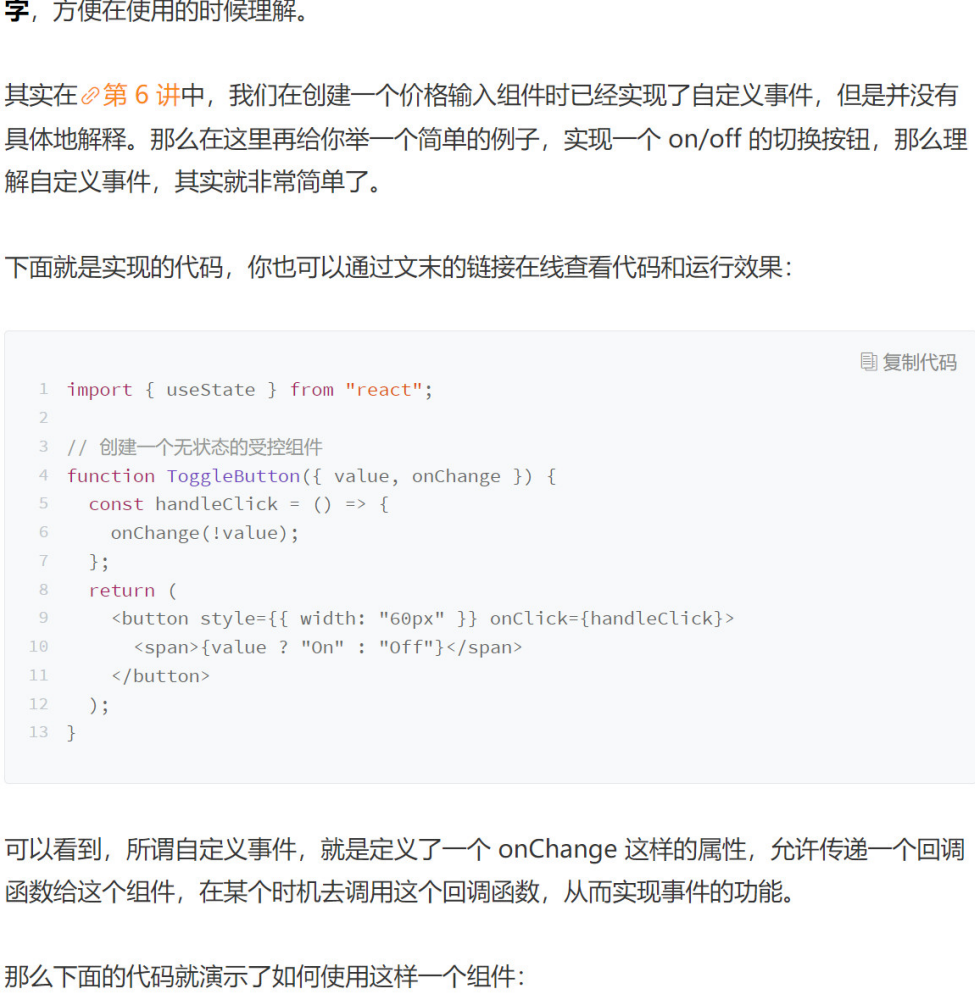 字，方便在使用的时候理解。
其实在第 6 讲中，我们在创建一个价格输入组件时已经实现了自定义事件，但是并没有
具体地解释。那么在这里再给你举一个简单的例子，实现一个 on/off 的切换按钮，那么理
解自定义事件，其实就非常简单了。
下面就是实现的代码，你也可以通过文末的链接在线查看代码和运行效果：
复制代码
1 import { useState } from "react";
2
3 // 创建一个无状态的受控组件
4 function ToggleButton({ value, onChange }) {
5   const handleClick = () => {
6     onChange(!value);
7   };
8   return (
9     <button style={{ width: "60px" }} onClick={handleClick}>
10       <span>{value ? "On" : "Off"}</span>
11     </button>
12   );
13 }
可以看到，所谓自定义事件，就是定义了一个 onChange 这样的属性，允许传递一个回调
函数给这个组件，在某个时机去调用这个回调函数，从而实现事件的功能。
那么下面的代码就演示了如何使用这样一个组件：